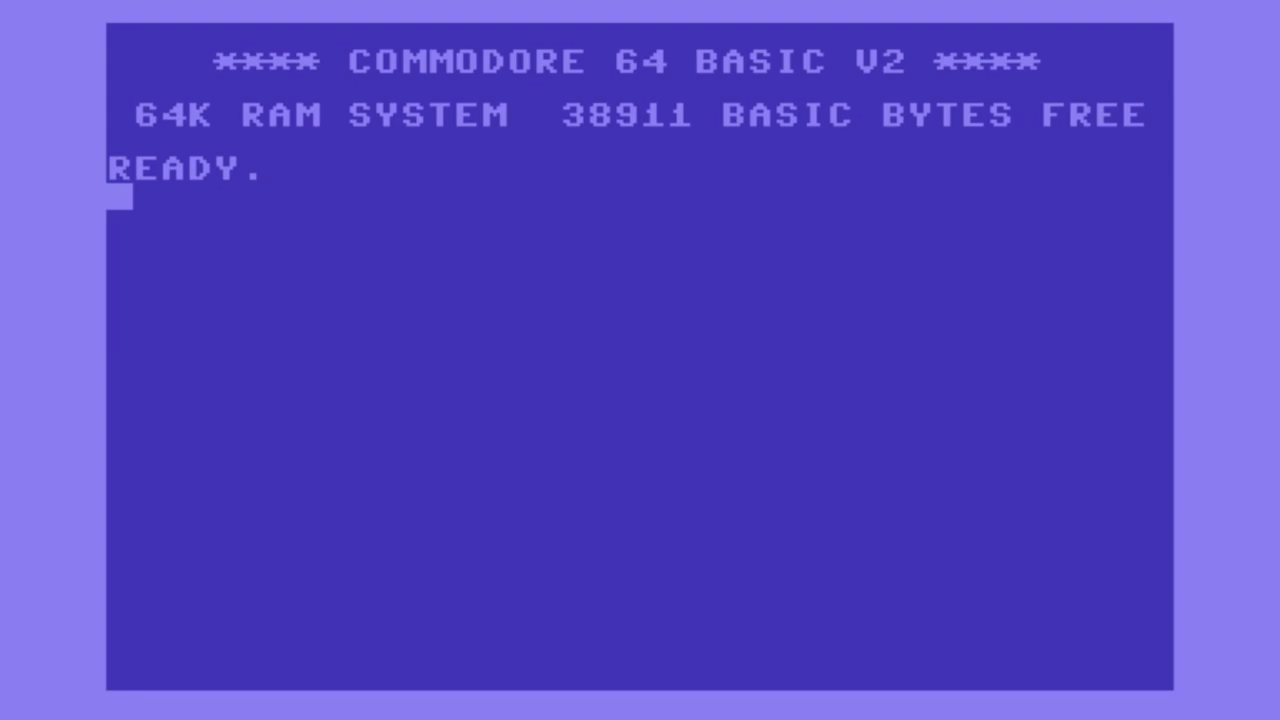 **** COMMODORE 64 BASIC V2 ****
64K RAM SYSTEM  38911 BASIC BYTES FREE
READY.